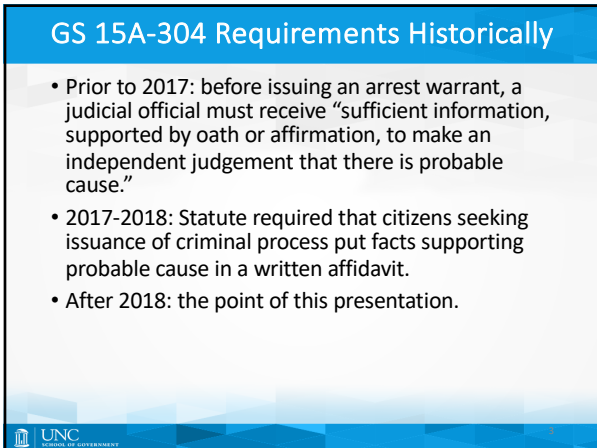 GS 15A-304 Requirements Historically
• Prior to 2017: before issuing an arrest warrant, a
judicial official must receive “sufficient information,
supported by oath or affirmation, to make an
independent judgement that there is probable
cause.”
• 2017-2018: Statute required that citizens seeking
issuance of criminal process put facts supporting
probable cause in a written affidavit.
• After 2018: the point of this presentation.
UNC
SCHOOL OF GOVERNMENT
3